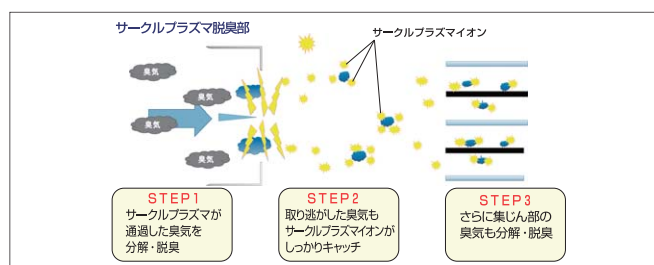 サークルプラズマ脱臭部
サークルプラズマイオン
臭気
臭気
臭気
臭気
STEP1
サークルプラズマが
通過した臭気を
分解・脱臭
STEP2
取り逃がした臭気も
サークルプラズマイオンが
しっかりキャッチ
STEP3
さらに集じん部の
臭気も分解・脱臭